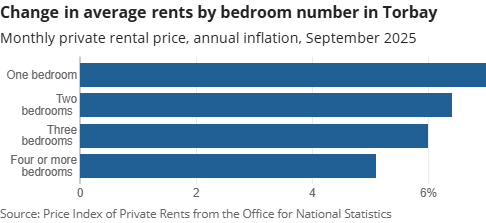 Change in average rents by bedroom number in Torbay
Monthly private rental price, annual inflation, September 2025
One bedroom
Two
bedrooms
Three
bedrooms
Four or more
bedrooms
0
2
4
6%
Source: Price Index of Private Rents from the Office for National Statistics